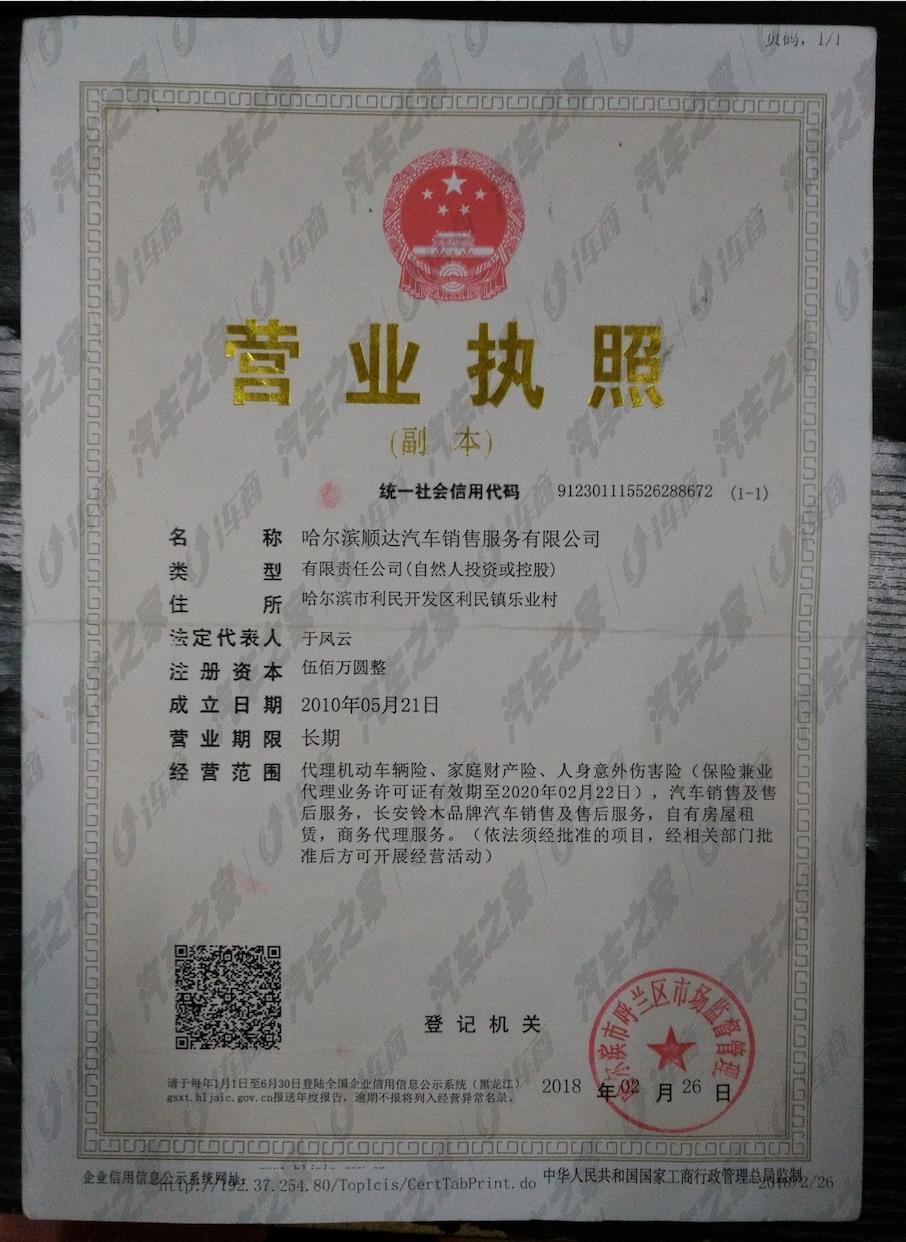 页码, 1/1
营业执照
(副 本)
统一社会信用代码 912301115526288672 (1-1)
名 称 哈尔滨顺达汽车销售服务有限公司
类 型 有限责任公司(自然人投资或控股)
住 所 哈尔滨市利民开发区利民镇乐业村
法定代表人 于凤云
注册资本 伍佰万圆整
成立日期 2010年05月21日
营业期限 长期
经营范围 代理机动车辆险、家庭财产险、人身意外伤害险（保险兼业
代理业务许可证有效期至2020年02月22日），汽车销售及售
后服务，长安铃木品牌汽车销售及售后服务，自有房屋租
赁，商务代理服务。（依法须经批准的项目，经相关部门批
准后方可开展经营活动）
登记机关
哈尔滨市呼兰区市场监督管理
请于每年1月1日至6月30日登陆全国企业信用信息公示系统（黑龙江）
gsxt.hljaic.gov.cn报送年度报告，逾期不报将列入经营异常名录。
2018 年 02 月 26 日
企业信用信息公示系统网址:
中华人民共和国国家工商行政管理总局监制
http://192.37.254.80/TopIcis/CertTabPrint.do
2018/2/26
汽车之家 i车商